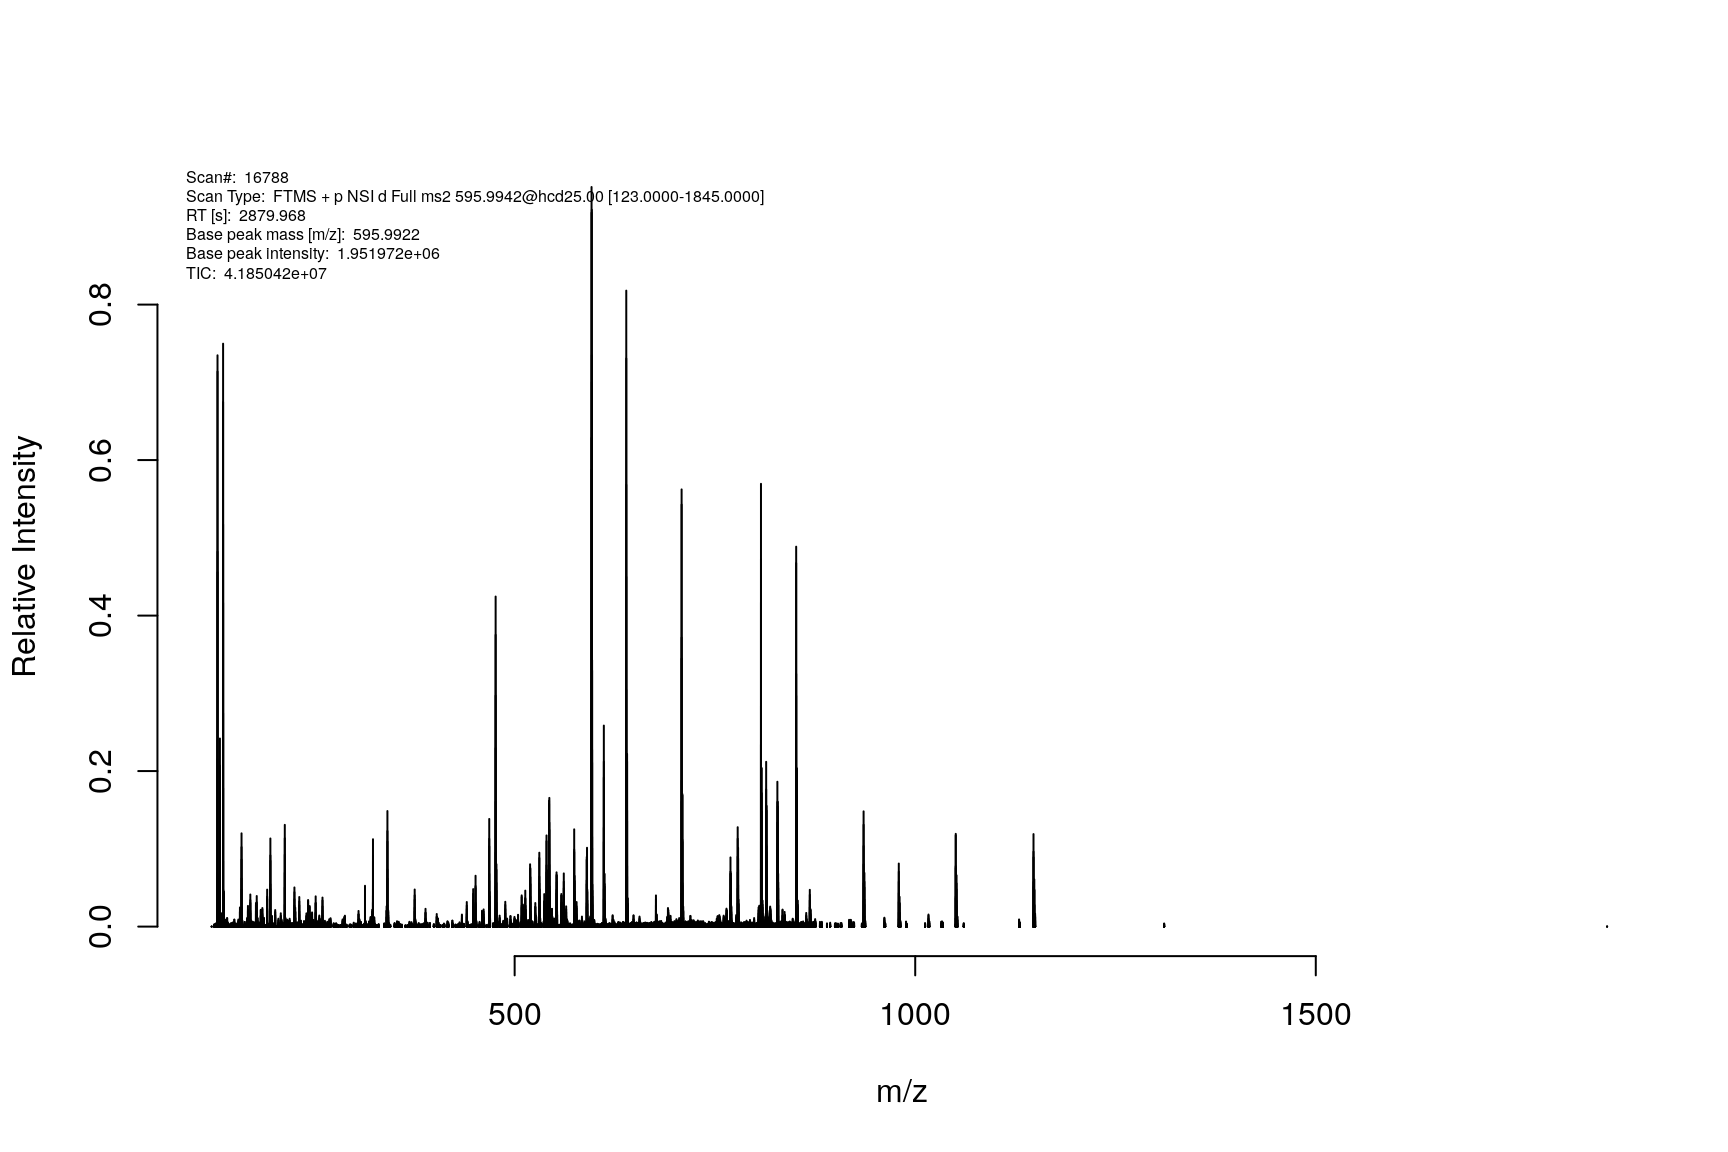 Scan#: 16788
Scan Type: FTMS + p NSI d Full ms2 595.9942@hcd25.00 [123.0000-1845.0000]
RT [s]: 2879.968
Base peak mass [m/z]: 595.9922
Base peak intensity: 1.951972e+06
TIC: 4.185042e+07
0.8
0.6
0.4
0.2
0.0
Relative Intensity
500 1000 1500
m/z